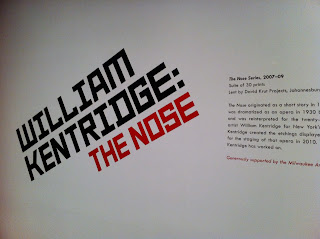 WILLIAM
KENTRIDGE:
THE NOSE
The Nose Series, 2007–09
Suite of 30 prints
Lent by David Krut Projects, Johannesburg
The Nose originated as a short story in
was dramatized as an opera in 1930
and was reinterpreted for the twenty-
artist William Kentridge for New York's
Kentridge created the etchings displayed
for the staging of that opera in 2010.
Kentridge has worked on.
Generously supported by the Milwaukee